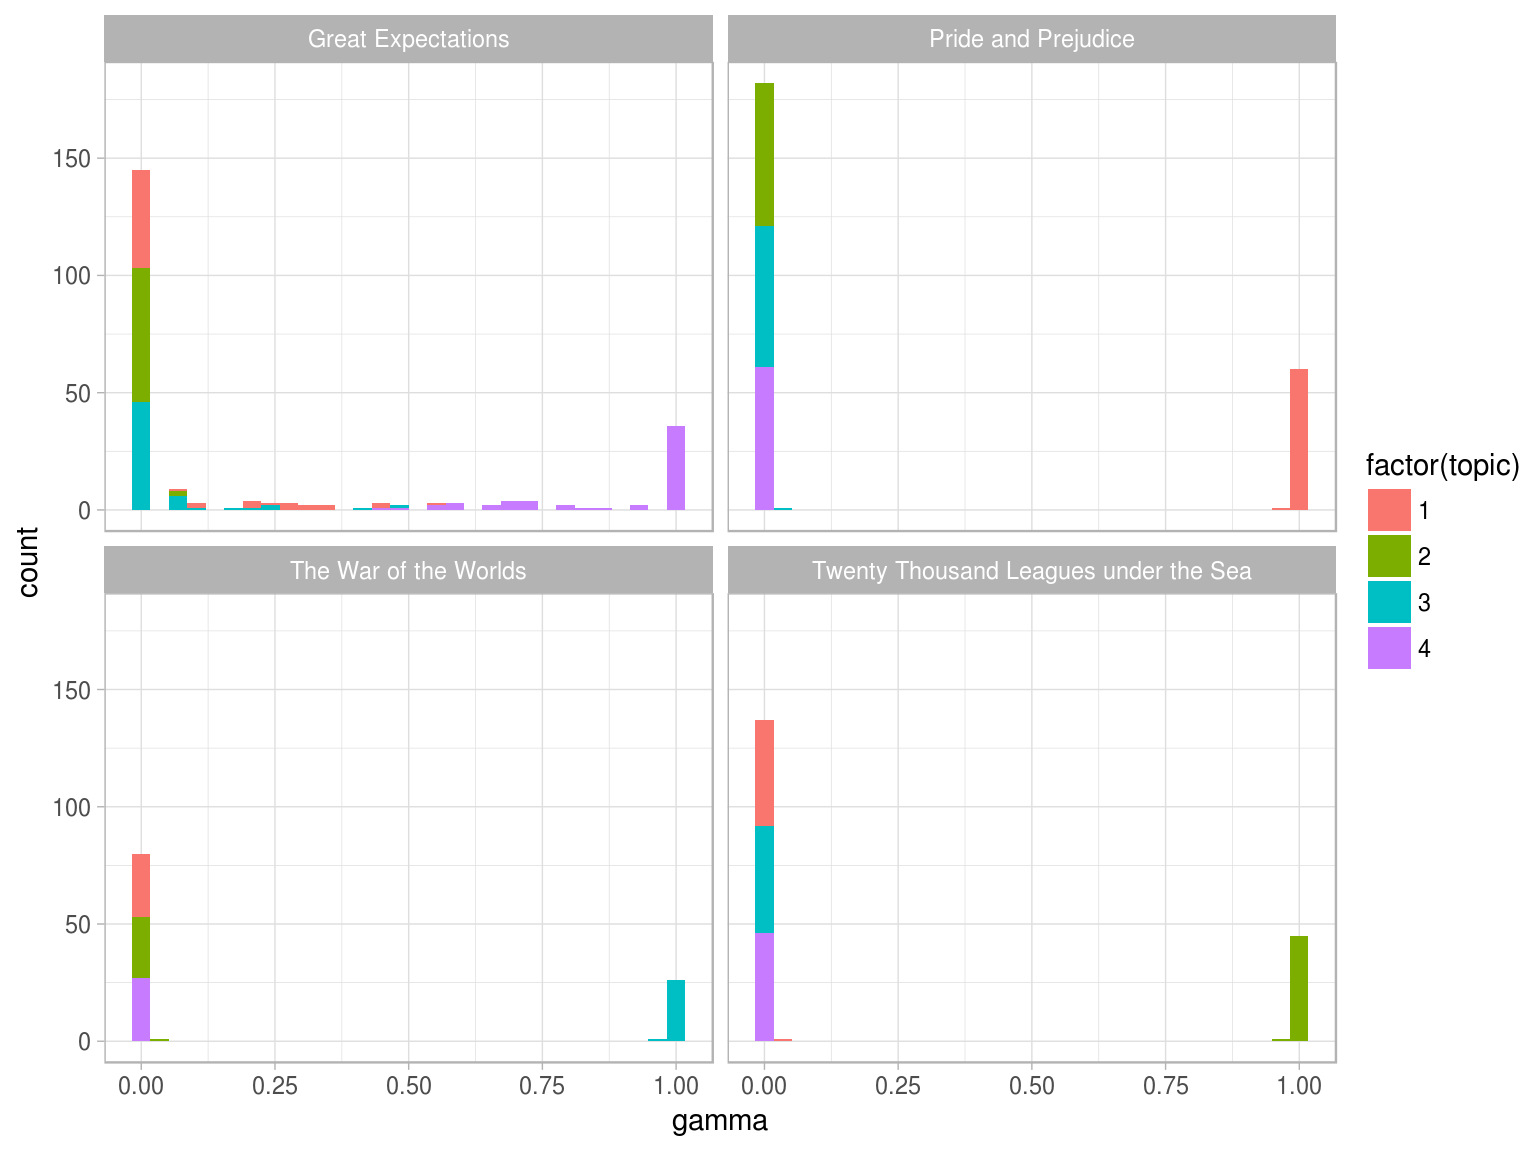 Great Expectations
Pride and Prejudice
150
100
50
0
The War of the Worlds
Twenty Thousand Leagues under the Sea
150
100
50
0
0.00 0.25 0.50 0.75 1.00
0.00 0.25 0.50 0.75 1.00
gamma
count
factor(topic)
1
2
3
4